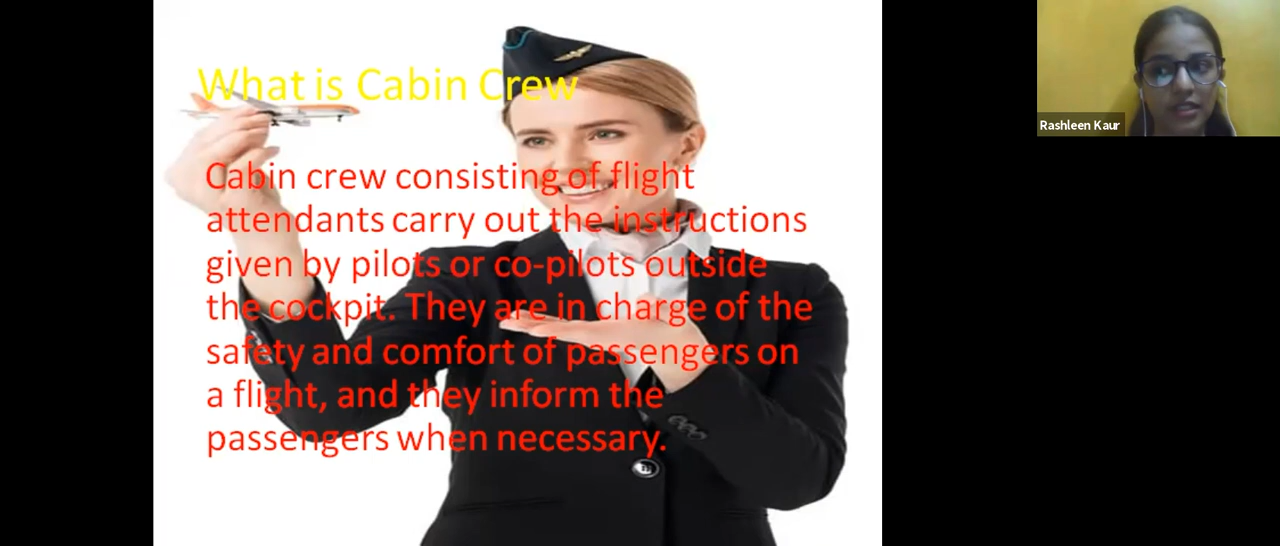 What is Cabin Crew
Cabin crew consisting of flight
attendants carry out the instructions
given by pilots or co-pilots outside
the cockpit. They are in charge of the
safety and comfort of passengers on
a flight, and they inform the
passengers when necessary.
Rashleen Kaur